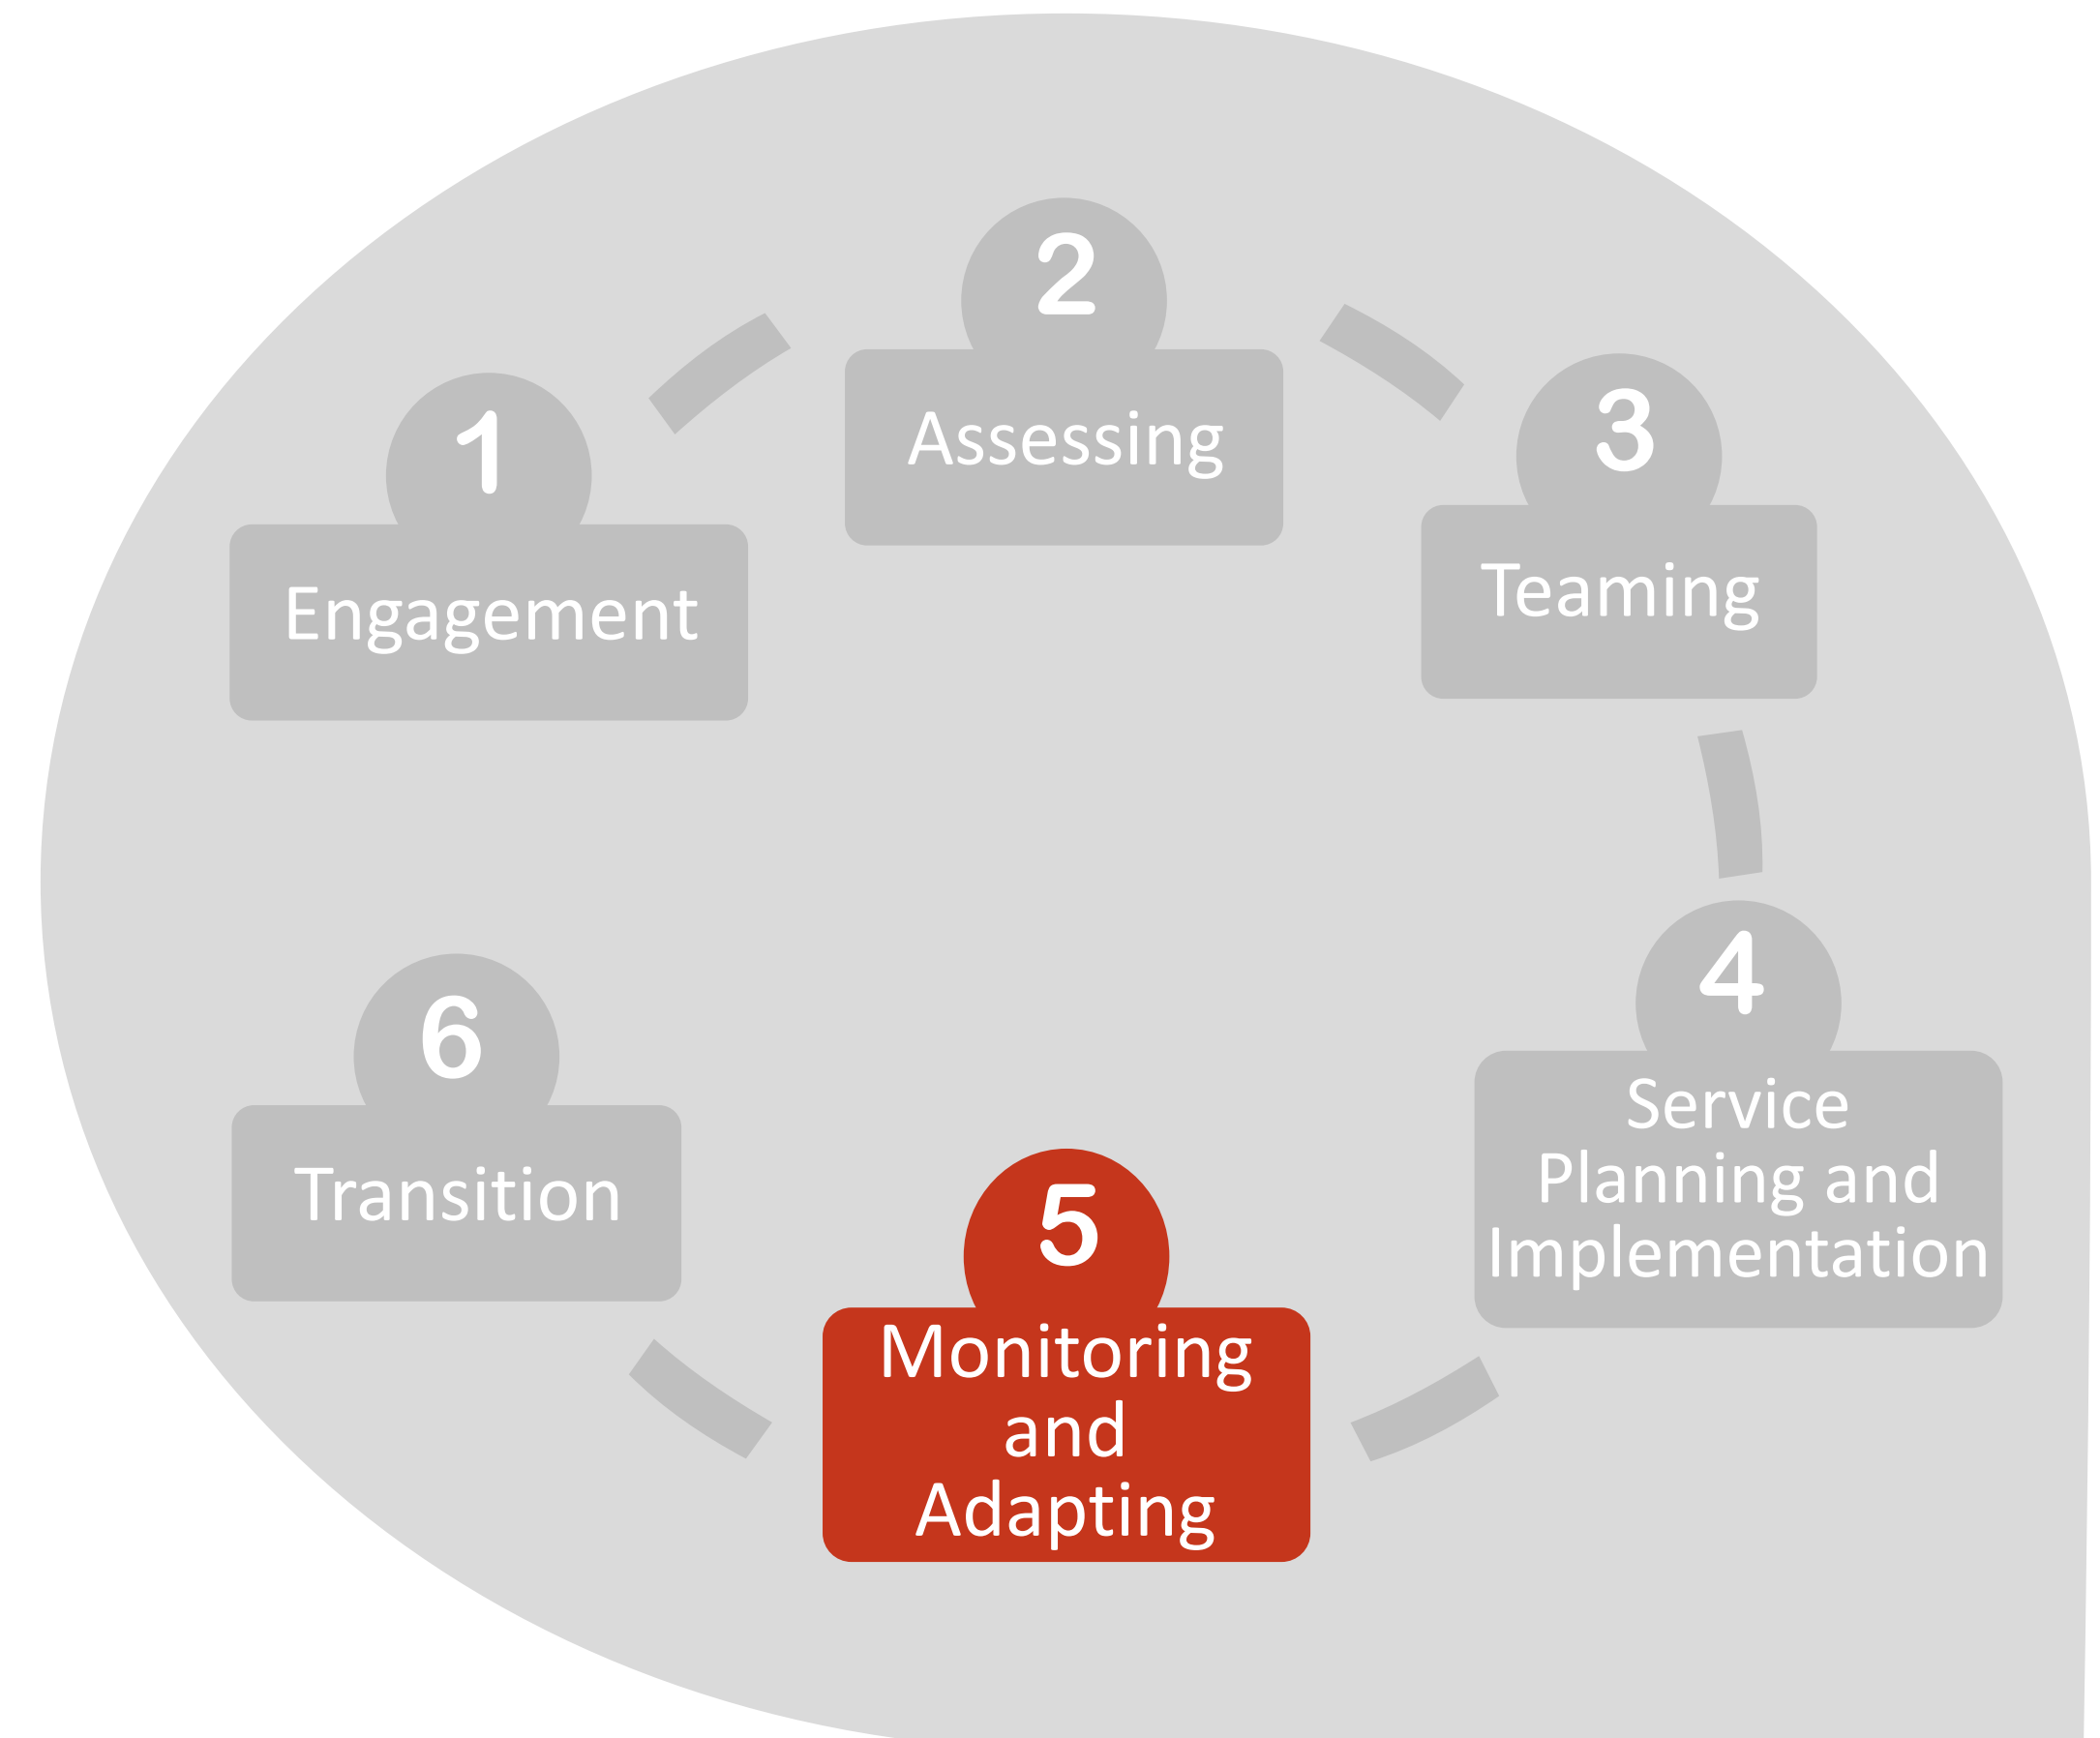 1
Engagement
2
Assessing
3
Teaming
4
Service
Planning and
Implementation
5
Monitoring
and
Adapting
6
Transition